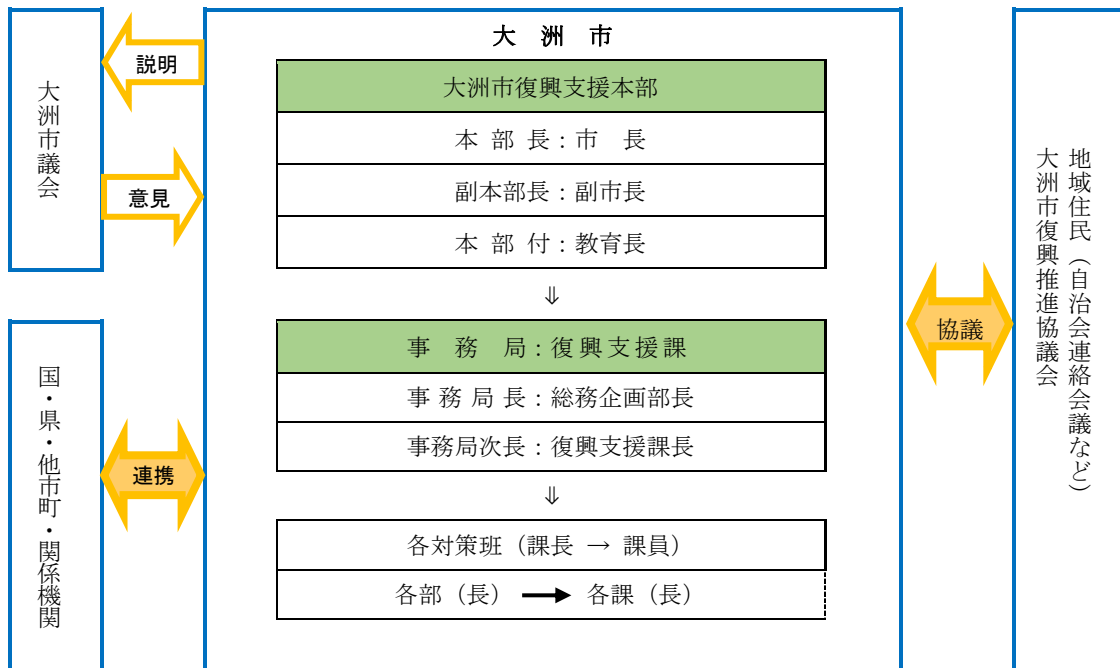 大洲市議会
説明
意見
国・県・他市町・関係機関
連携
大 洲 市
大洲市復興支援本部
本 部 長：市 長
副本部長：副市長
本 部 付：教育長
⇓
事 務 局：復興支援課
事 務 局 長：総務企画部長
事務局次長：復興支援課長
⇓
各対策班（課長 → 課員）
各部（長） → 各課（長）
協議
地域住民（自治会連絡会議など）
大洲市復興推進協議会